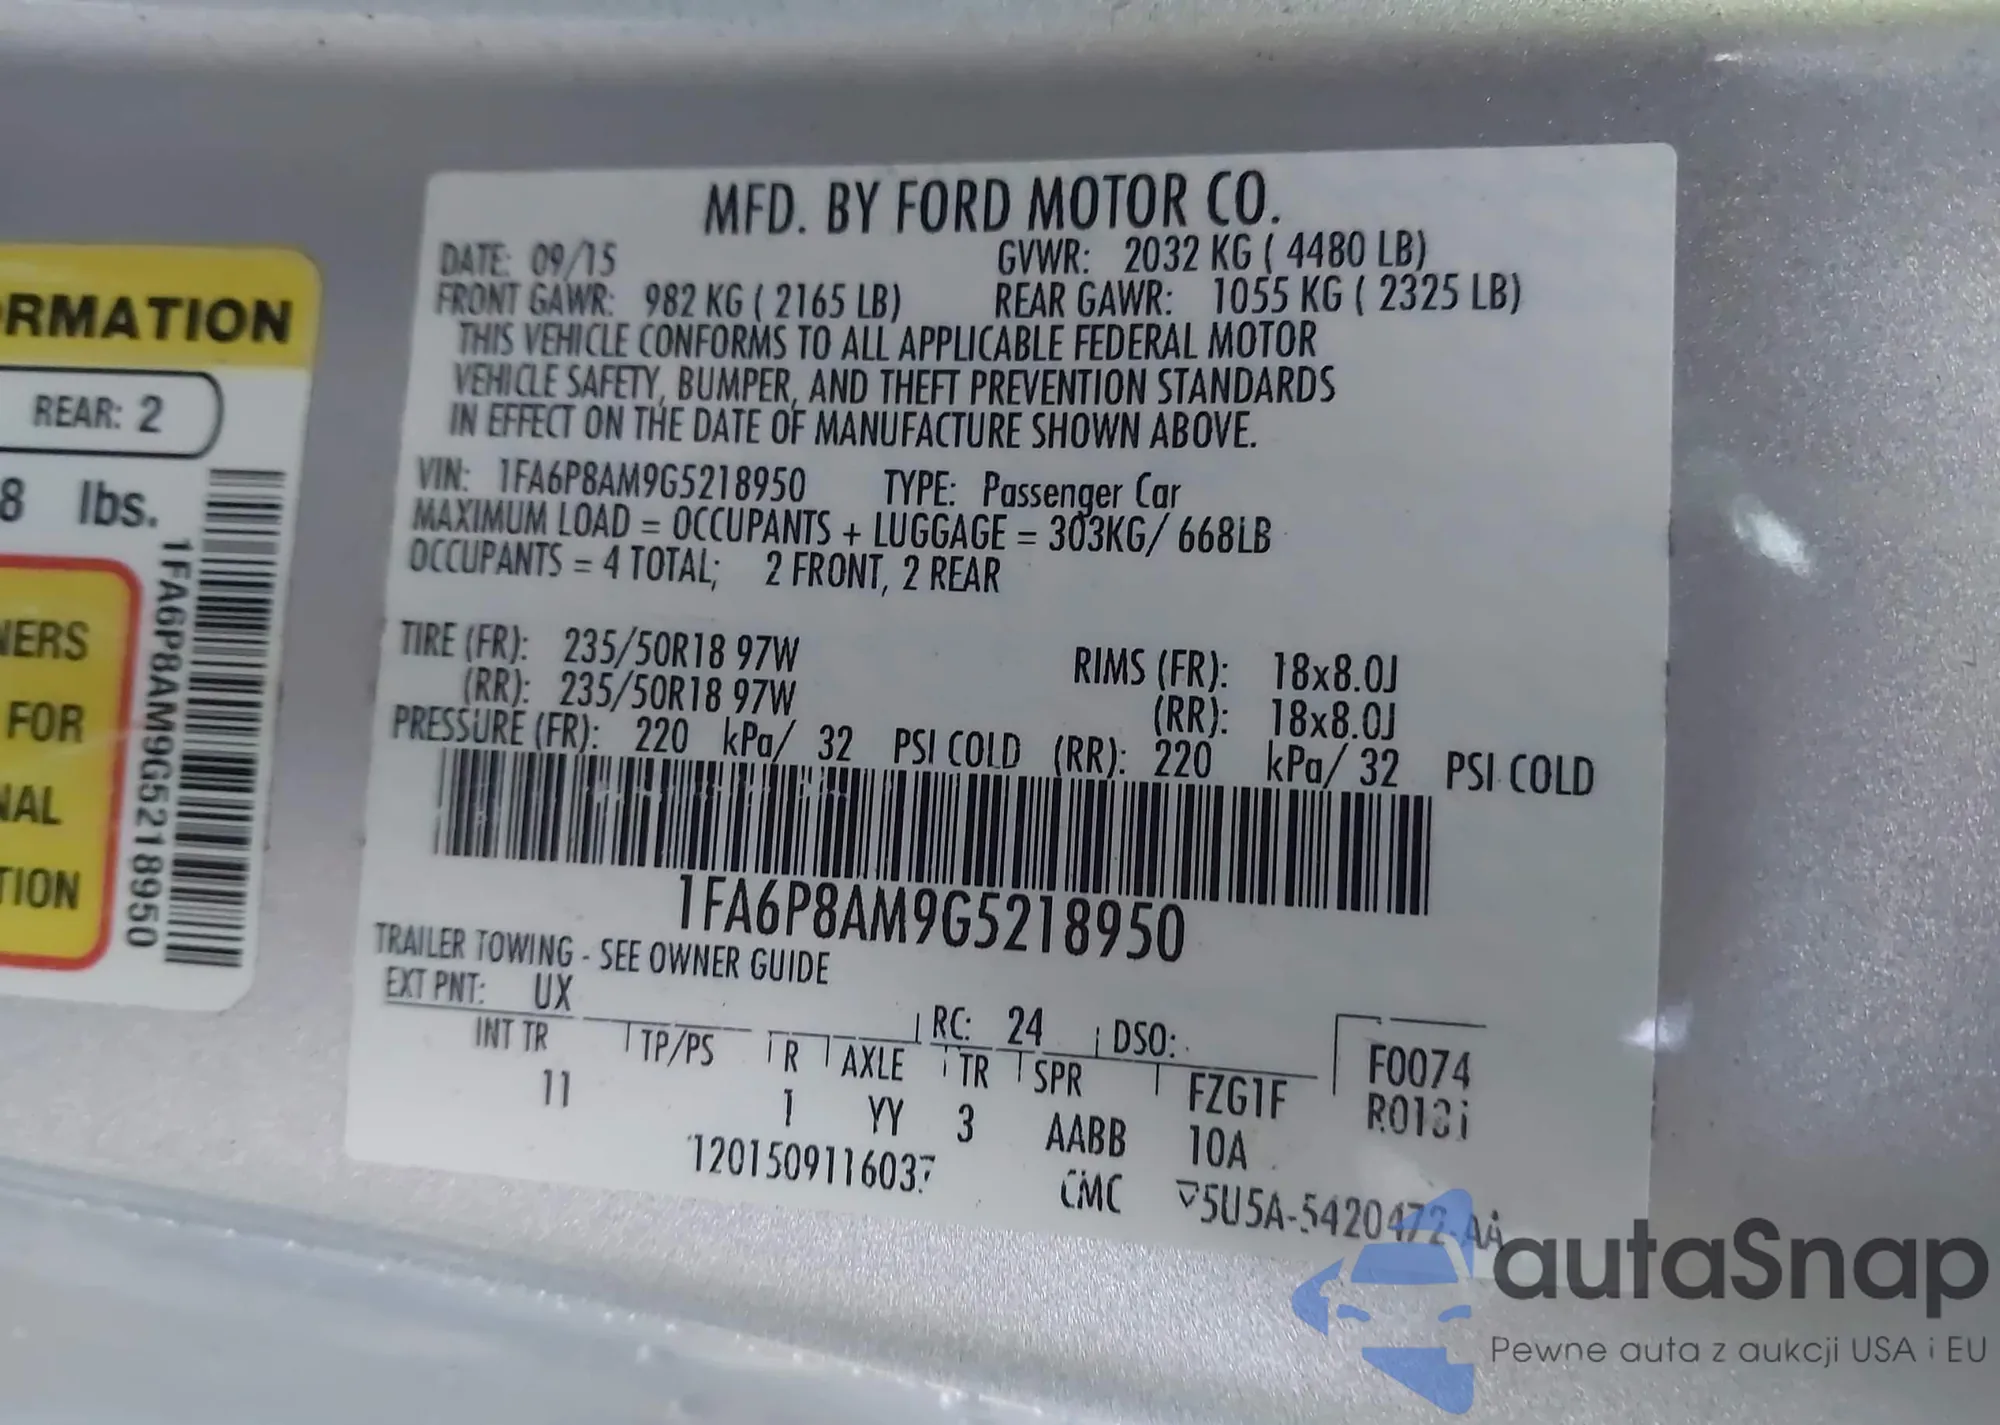 RMATION
REAR: 2
8 lbs.
NERS
FOR
NAL
TION
1FA6P8AM9G5218950
MFD. BY FORD MOTOR CO.
DATE: 09/15 GVWR: 2032 KG ( 4480 LB)
FRONT GAWR: 982 KG ( 2165 LB) REAR GAWR: 1055 KG ( 2325 LB)
THIS VEHICLE CONFORMS TO ALL APPLICABLE FEDERAL MOTOR
VEHICLE SAFETY, BUMPER, AND THEFT PREVENTION STANDARDS
IN EFFECT ON THE DATE OF MANUFACTURE SHOWN ABOVE.
VIN: 1FA6P8AM9G5218950 TYPE: Passenger Car
MAXIMUM LOAD = OCCUPANTS + LUGGAGE = 303KG/ 668LB
OCCUPANTS = 4 TOTAL; 2 FRONT, 2 REAR
TIRE (FR): 235/50R18 97W RIMS (FR): 18x8.0J
(RR): 235/50R18 97W (RR): 18x8.0J
PRESSURE (FR): 220 kPa/ 32 PSI COLD (RR): 220 kPa/ 32 PSI COLD
1FA6P8AM9G5218950
TRAILER TOWING - SEE OWNER GUIDE
EXT PNT: UX RC: 24 DSO:
INT TR TP/PS R AXLE TR SPR FZG1F F0074
11 1 YY 3 AABB 10A
1201509116037 CMC 5U5A-5420472-AA
autaSnap
Pewne auta z aukcji USA i EU